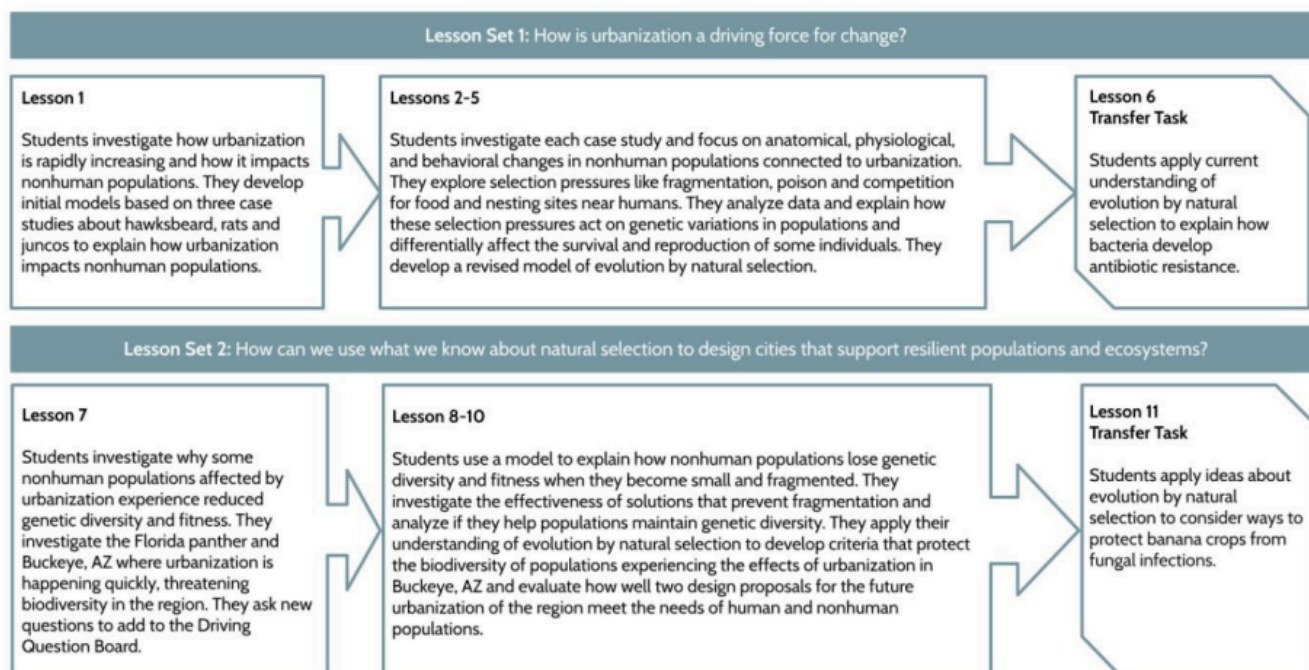 Lesson Set 1: How is urbanization a driving force for change?
Lesson 1
Students investigate how urbanization
is rapidly increasing and how it impacts
nonhuman populations. They develop
initial models based on three case
studies about hawksbeard, rats and
juncos to explain how urbanization
impacts nonhuman populations.
Lessons 2-5
Students investigate each case study and focus on anatomical, physiological,
and behavioral changes in nonhuman populations connected to urbanization.
They explore selection pressures like fragmentation, poison and competition
for food and nesting sites near humans. They analyze data and explain how
these selection pressures act on genetic variations in populations and
differentially affect the survival and reproduction of some individuals. They
develop a revised model of evolution by natural selection.
Lesson 6
Transfer Task
Students apply current
understanding of
evolution by natural
selection to explain how
bacteria develop
antibiotic resistance.
Lesson Set 2: How can we use what we know about natural selection to design cities that support resilient populations and ecosystems?
Lesson 7
Students investigate why some
nonhuman populations affected by
urbanization experience reduced
genetic diversity and fitness. They
investigate the Florida panther and
Buckeye, AZ where urbanization is
happening quickly, threatening
biodiversity in the region. They ask new
questions to add to the Driving
Question Board.
Lesson 8-10
Students use a model to explain how nonhuman populations lose genetic
diversity and fitness when they become small and fragmented. They
investigate the effectiveness of solutions that prevent fragmentation and
analyze if they help populations maintain genetic diversity. They apply their
understanding of evolution by natural selection to develop criteria that protect
the biodiversity of populations experiencing the effects of urbanization in
Buckeye, AZ and evaluate how well two design proposals for the future
urbanization of the region meet the needs of human and nonhuman
populations.
Lesson 11
Transfer Task
Students apply ideas about
evolution by natural
selection to consider ways to
protect banana crops from
fungal infections.